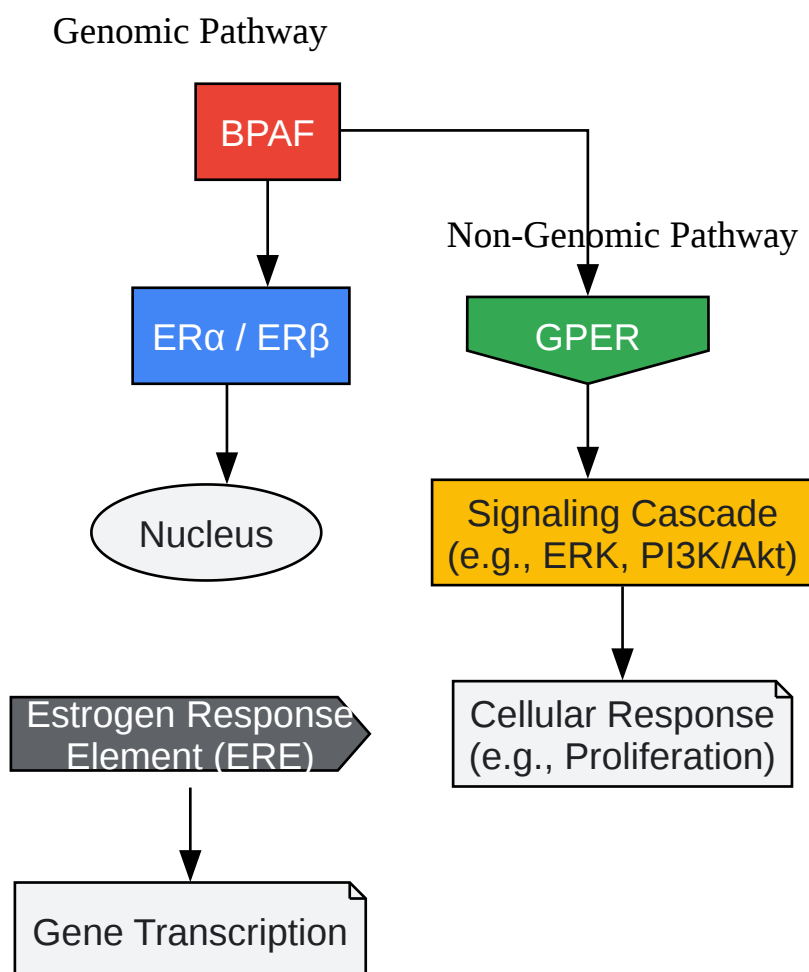 Genomic Pathway
BPAF
Non-Genomic Pathway
ERα / ERβ
GPER
Signaling Cascade
(e.g., ERK, PI3K/Akt)
Nucleus
Estrogen Response
Element (ERE)
Cellular Response
(e.g., Proliferation)
Gene Transcription